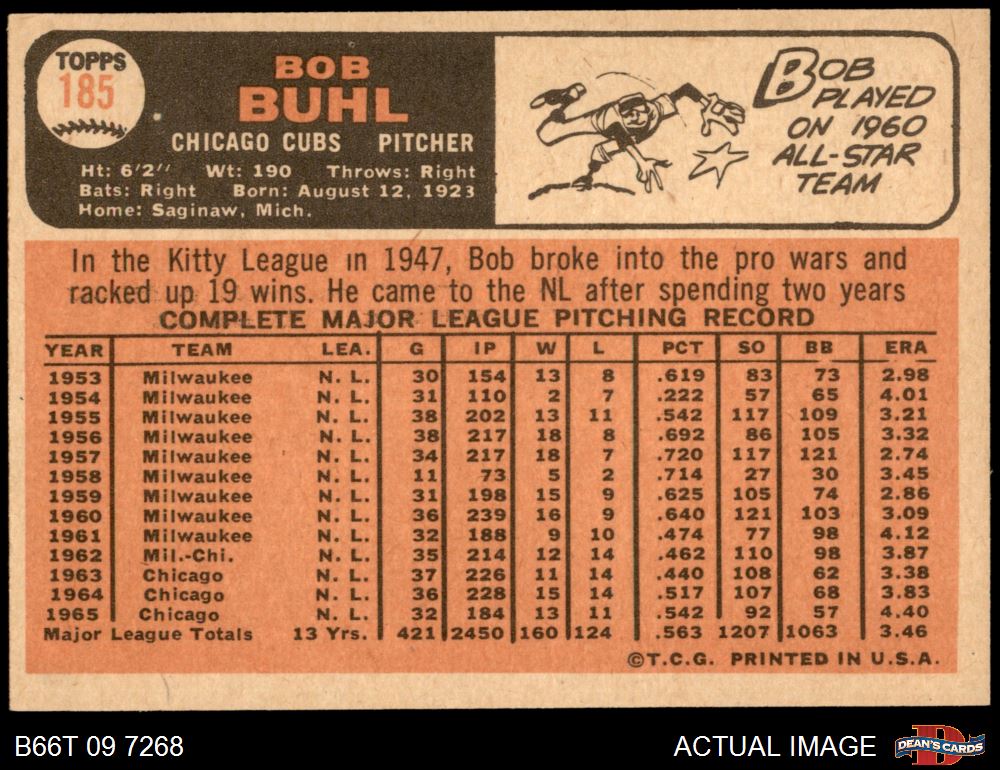 TOPPS
185
BOB
BUHL
CHICAGO CUBS PITCHER
Ht: 6'2" Wt: 190 Throws: Right
Bats: Right Born: August 12, 1923
Home: Saginaw, Mich.
BOB
PLAYED
ON 1960
ALL-STAR
TEAM
In the Kitty League in 1947, Bob broke into the pro wars and
racked up 19 wins. He came to the NL after spending two years
COMPLETE MAJOR LEAGUE PITCHING RECORD
YEAR TEAM LEA. G IP W L PCT SO BB ERA
1953 Milwaukee N. L. 30 154 13 8 .619 83 73 2.98
1954 Milwaukee N. L. 31 110 2 7 .222 57 65 4.01
1955 Milwaukee N. L. 38 202 13 11 .542 117 109 3.21
1956 Milwaukee N. L. 38 217 18 8 .692 86 105 3.32
1957 Milwaukee N. L. 34 217 18 7 .720 117 121 2.74
1958 Milwaukee N. L. 11 73 5 2 .714 27 30 3.45
1959 Milwaukee N. L. 31 198 15 9 .625 105 74 2.86
1960 Milwaukee N. L. 36 239 16 9 .640 121 103 3.09
1961 Milwaukee N. L. 32 188 9 10 .474 77 98 4.12
1962 Mil.-Chi. N. L. 35 214 12 14 .462 110 98 3.87
1963 Chicago N. L. 37 226 11 14 .440 108 62 3.38
1964 Chicago N. L. 36 228 15 14 .517 107 68 3.83
1965 Chicago N. L. 32 184 13 11 .542 92 57 4.40
Major League Totals 13 Yrs. 421 2450 160 124 .563 1207 1063 3.46
©T.C.G. PRINTED IN U.S.A.
B66T 09 7268
ACTUAL IMAGE
D
DEAN'S CARDS